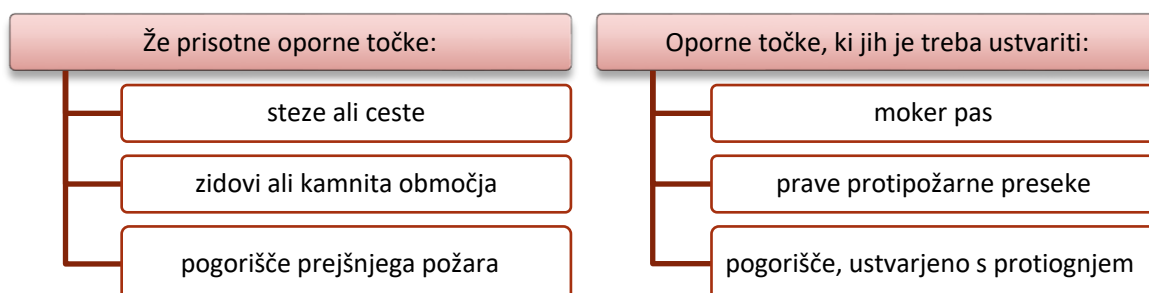 Že prisotne oporne točke:
steze ali ceste
zidovi ali kamnita območja
pogorišče prejšnjega požara
Oporne točke, ki jih je treba ustvariti:
moker pas
prave protipožarne preseke
pogorišče, ustvarjeno s protiognjem